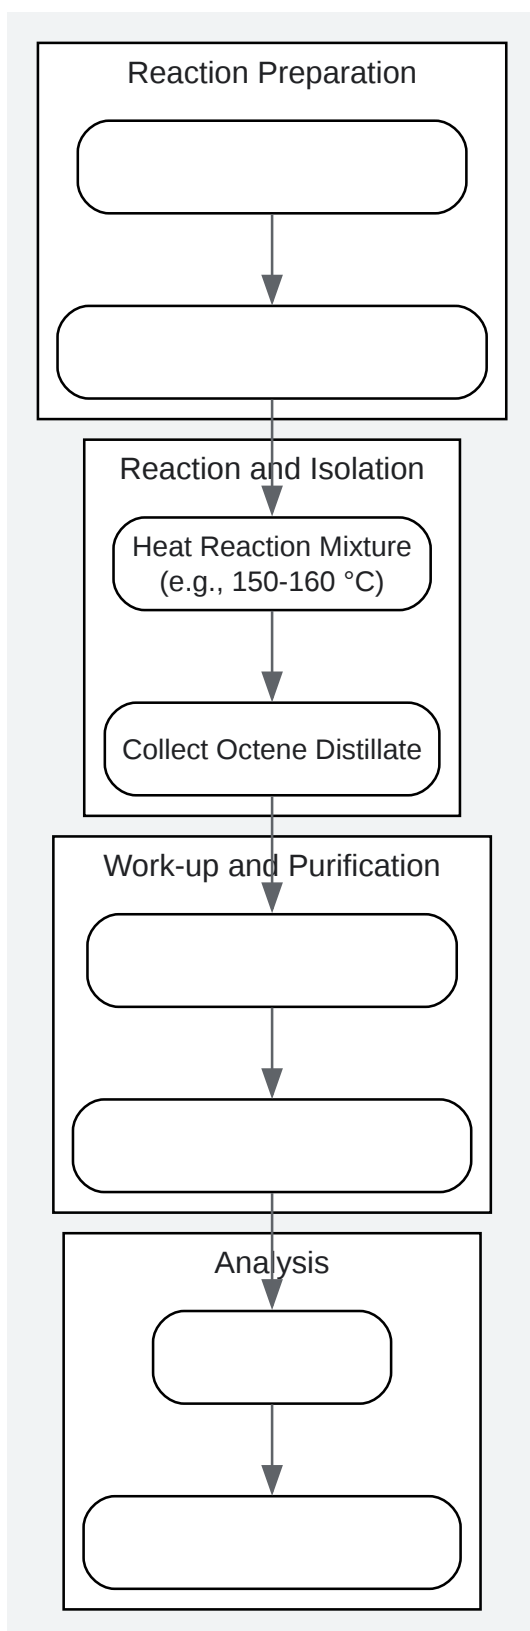 Reaction Preparation
Reaction and Isolation
Heat Reaction Mixture
(e.g., 150-160 °C)
Collect Octene Distillate
Work-up and Purification
Analysis